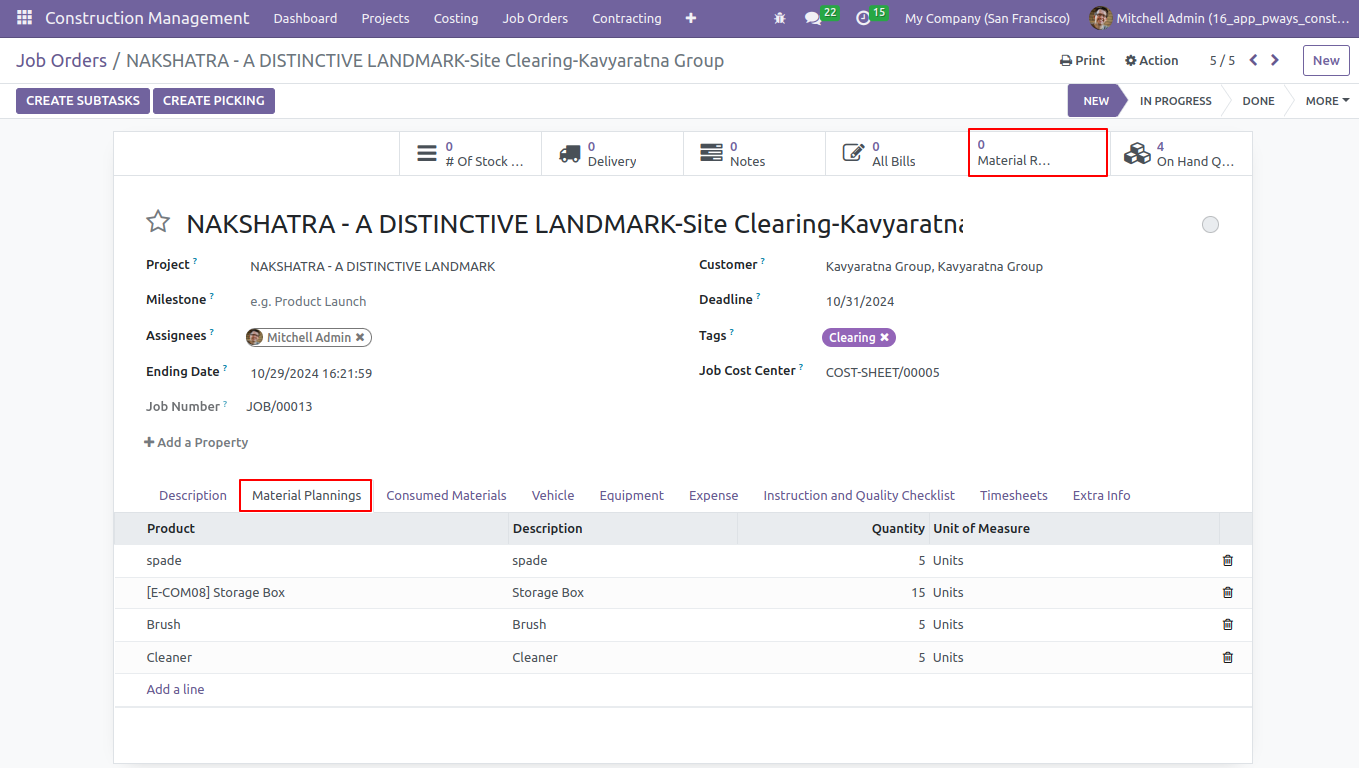 Construction Management Dashboard Projects Costing Job Orders Contracting 22 15 My Company (San Francisco) Mitchell Admin (16_app_pways_const...
Job Orders / NAKSHATRA - A DISTINCTIVE LANDMARK-Site Clearing-Kavyaratna Group Print Action 5 / 5 New
CREATE SUBTASKS CREATE PICKING NEW IN PROGRESS DONE MORE
0 # Of Stock ... 0 Delivery 0 Notes 0 All Bills 0 Material R... 4 On Hand Q...
NAKSHATRA - A DISTINCTIVE LANDMARK-Site Clearing-Kavyaratna
Project ? NAKSHATRA - A DISTINCTIVE LANDMARK Customer ? Kavyaratna Group, Kavyaratna Group
Milestone ? e.g. Product Launch Deadline ? 10/31/2024
Assignees ? Mitchell Admin Tags ? Clearing
Ending Date ? 10/29/2024 16:21:59 Job Cost Center ? COST-SHEET/00005
Job Number ? JOB/00013
Add a Property
Description Material Plannings Consumed Materials Vehicle Equipment Expense Instruction and Quality Checklist Timesheets Extra Info
Product Description Quantity Unit of Measure
spade spade 5 Units
[E-COM08] Storage Box Storage Box 15 Units
Brush Brush 5 Units
Cleaner Cleaner 5 Units
Add a line